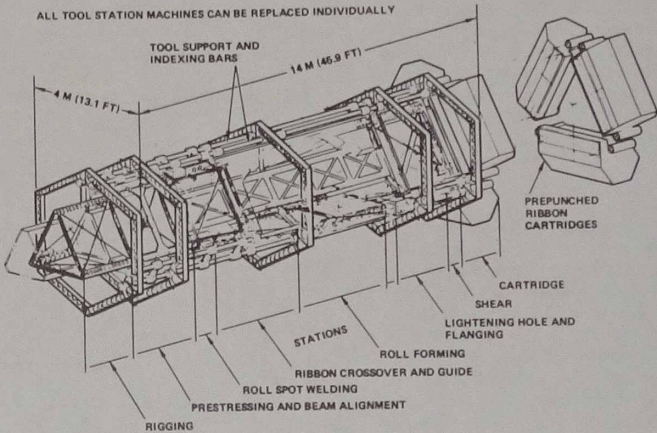 ALL TOOL STATION MACHINES CAN BE REPLACED INDIVIDUALLY
TOOL SUPPORT AND
INDEXING BARS
14 M (45.9 FT)
4 M (13.1 FT)
PREPUNCHED
RIBBON
CARTRIDGES
CARTRIDGE
SHEAR
LIGHTENING HOLE AND
FLANGING
STATIONS
ROLL FORMING
RIBBON CROSSOVER AND GUIDE
ROLL SPOT WELDING
PRESTRESSING AND BEAM ALIGNMENT
RIGGING